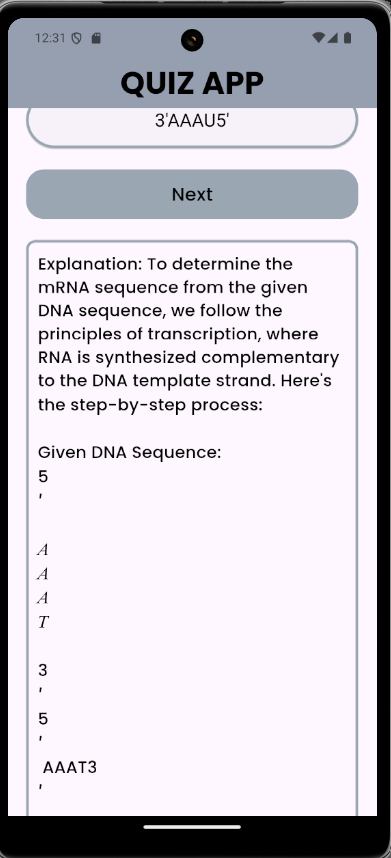 12:31
QUIZ APP
3'AAAU5'
Next
Explanation: To determine the
mRNA sequence from the given
DNA sequence, we follow the
principles of transcription, where
RNA is synthesized complementary
to the DNA template strand. Here's
the step-by-step process:
Given DNA Sequence:
5
'
𝐴
𝐴
𝐴
𝑇
3
'
5
'
AAAT3
'